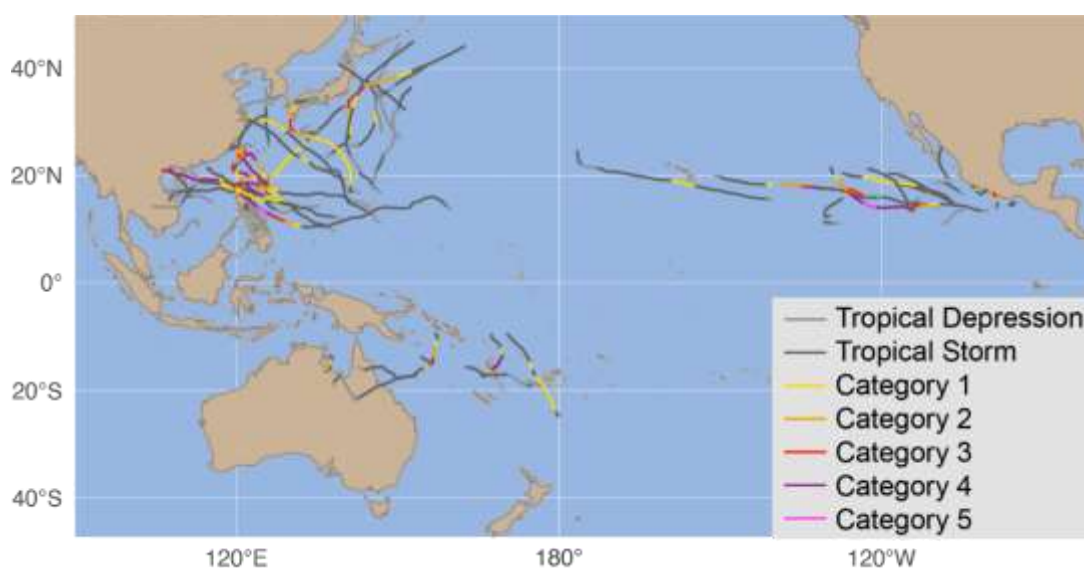 40°N
20°N
0°
20°S
40°S
120°E
180°
120°W
Tropical Depression
Tropical Storm
Category 1
Category 2
Category 3
Category 4
Category 5